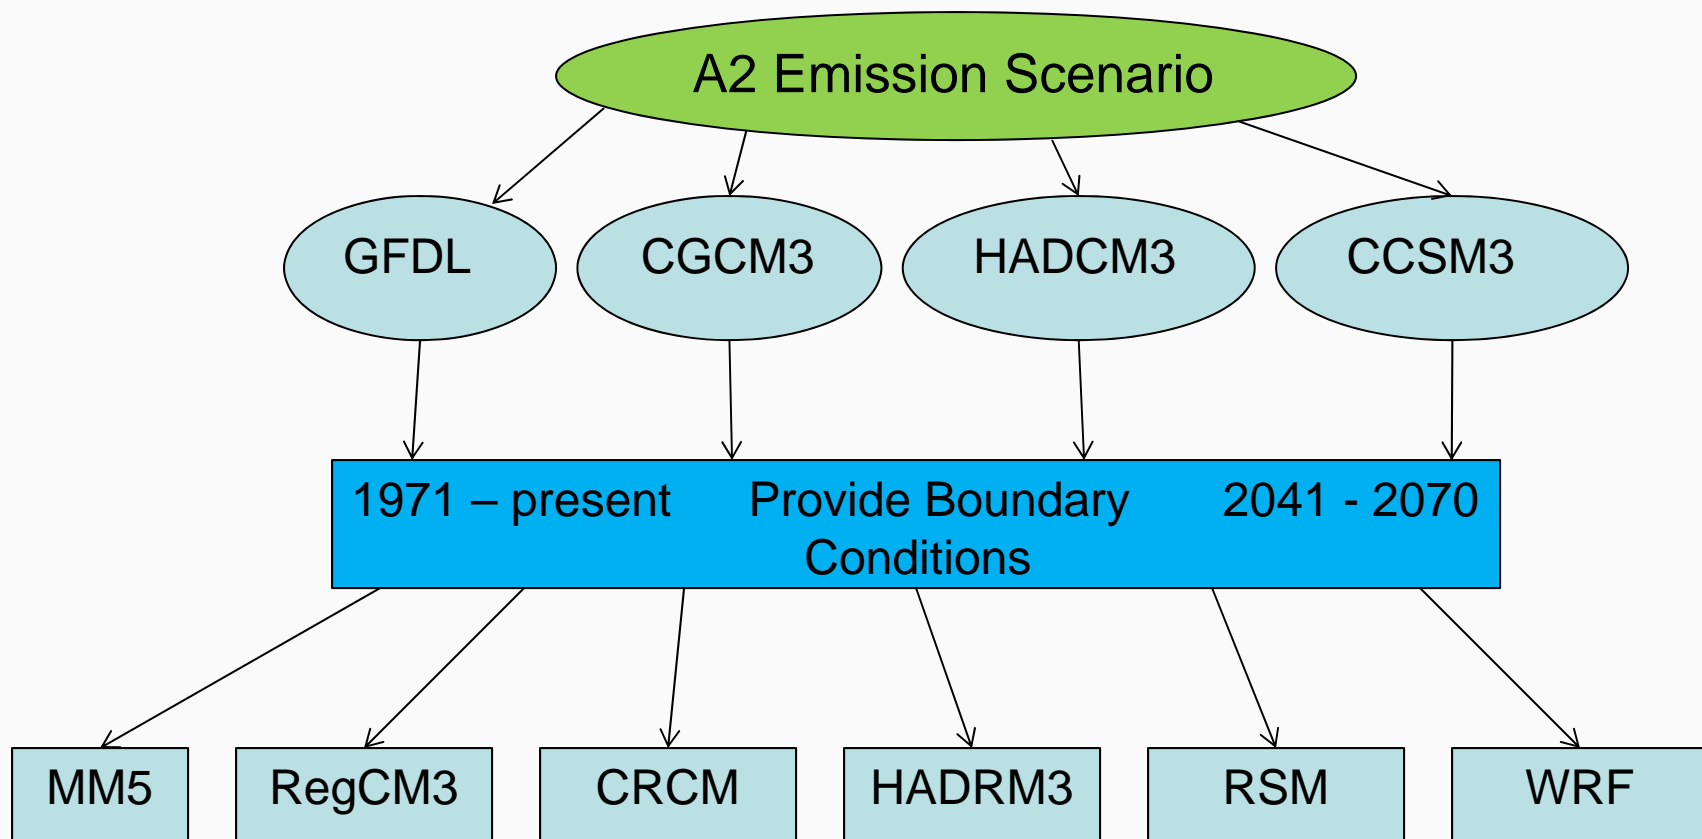 A2 Emission Scenario
GFDL CGCM3 HADCM3 CCSM3
1971 – present Provide Boundary 2041 - 2070
Conditions
MM5 RegCM3 CRCM HADRM3 RSM WRF